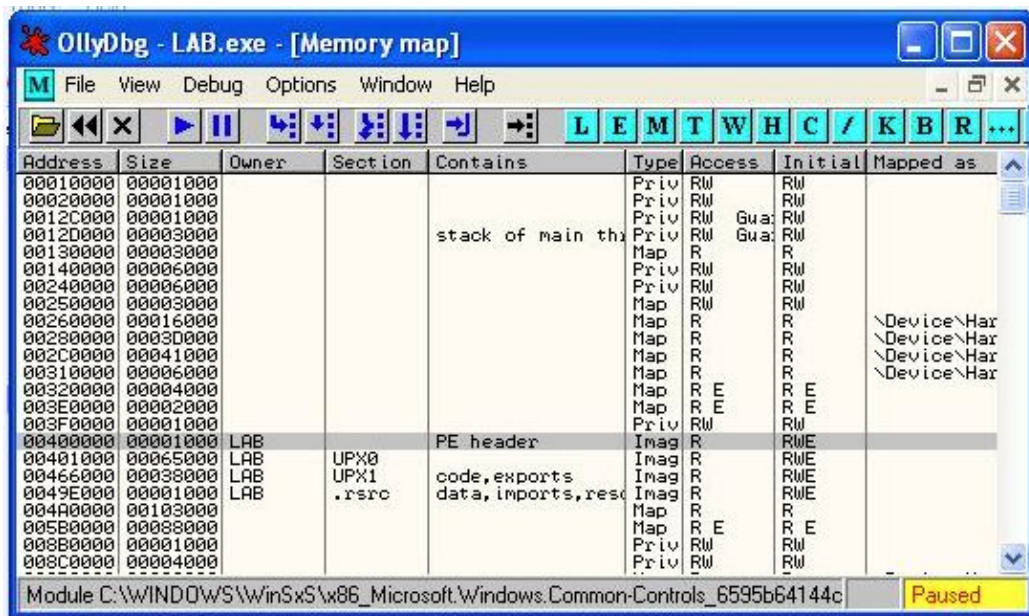 OllyDbg - LAB.exe - [Memory map]
M File View Debug Options Window Help
L E M T W H C / K B R ...
Address Size Owner Section Contains Type Access Initial Mapped as
00010000 00001000 Priv RW RW
00020000 00001000 Priv RW RW
0012C000 00001000 Priv RW Gua: RW
0012D000 00003000 stack of main thr Priv RW Gua: RW
00130000 00003000 Map R R
00140000 00006000 Priv RW RW
00240000 00006000 Priv RW RW
00250000 00003000 Map RW RW
00260000 00016000 Map R R \Device\Har
00280000 0003D000 Map R R \Device\Har
002C0000 00041000 Map R R \Device\Har
00310000 00006000 Map R R \Device\Har
00320000 00004000 Map R E R E
003E0000 00002000 Map R E R E
003F0000 00001000 Priv RW RW
00400000 00001000 LAB PE header Imag R RWE
00401000 00065000 LAB UPX0 Imag R RWE
00466000 00038000 LAB UPX1 code,exports Imag R RWE
0049E000 00001000 LAB .rsrc data,imports,reso Imag R RWE
004A0000 00103000 Map R R
005B0000 00088000 Map R E R E
008B0000 00001000 Priv RW RW
008C0000 00004000 Priv RW RW
Module C:\WINDOWS\WinSxS\x86_Microsoft.Windows.Common-Controls_6595b64144c Paused